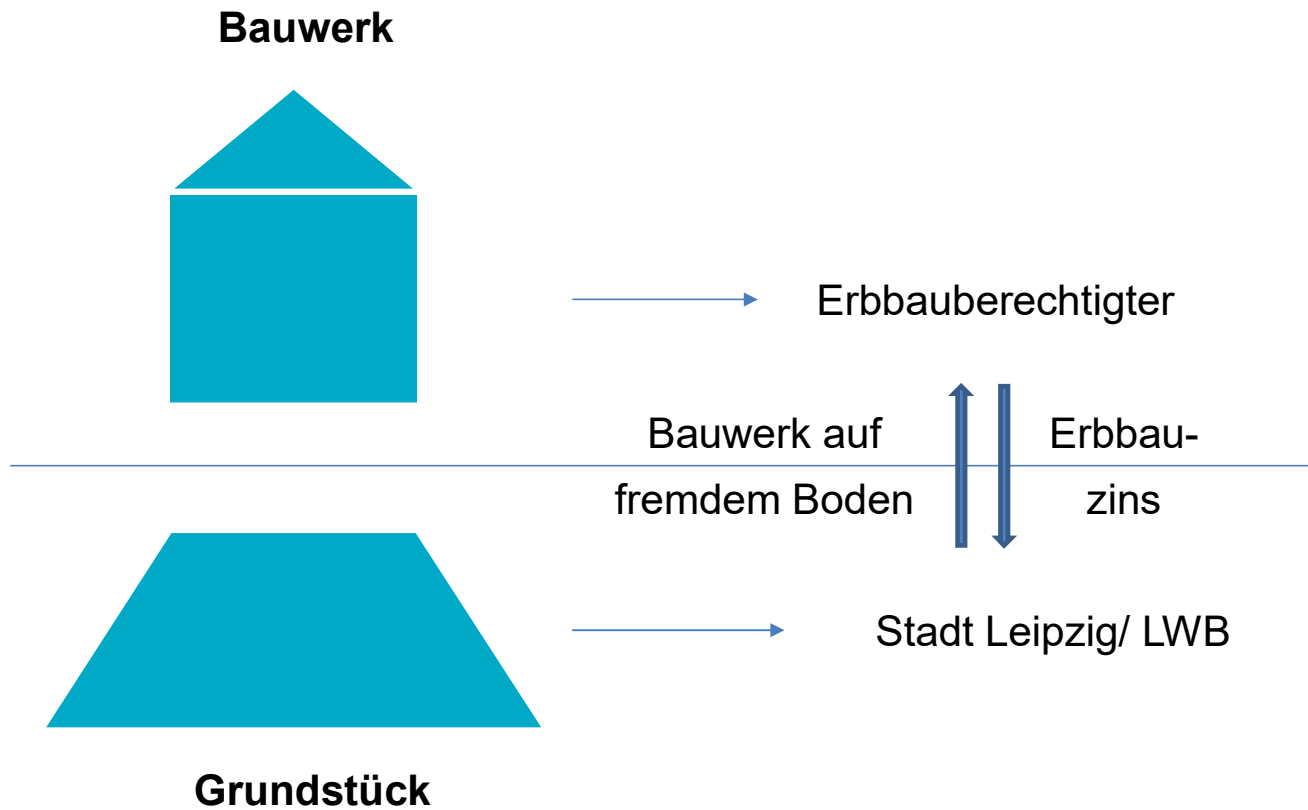 Bauwerk
Erbbauberechtigter
Bauwerk auf
fremdem Boden
Erbbau-
zins
Stadt Leipzig/ LWB
Grundstück